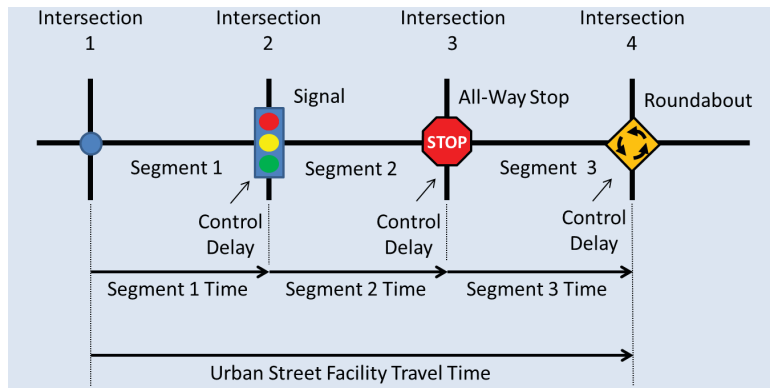 Intersection
1
Intersection
2
Intersection
3
Intersection
4
Signal
All-Way Stop
Roundabout
STOP
Segment 1
Segment 2
Segment 3
Control
Delay
Control
Delay
Control
Delay
Segment 1 Time
Segment 2 Time
Segment 3 Time
Urban Street Facility Travel Time